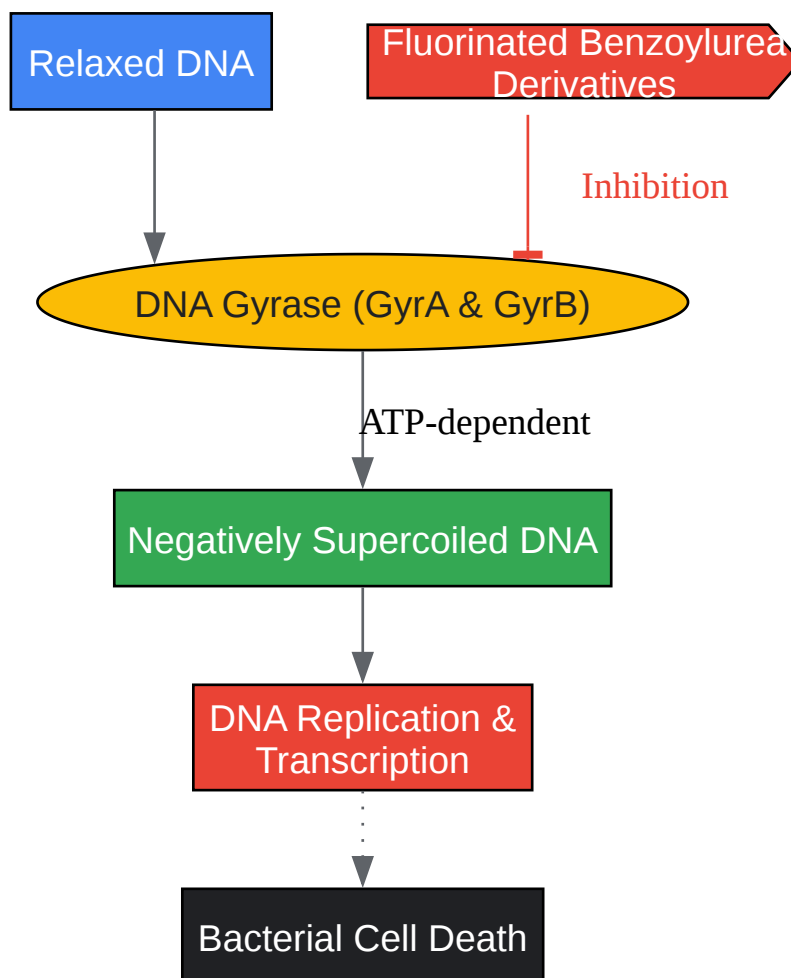 Relaxed DNA
Fluorinated Benzoylurea
Derivatives
Inhibition
DNA Gyrase (GyrA & GyrB)
ATP-dependent
Negatively Supercoiled DNA
DNA Replication &
Transcription
Bacterial Cell Death